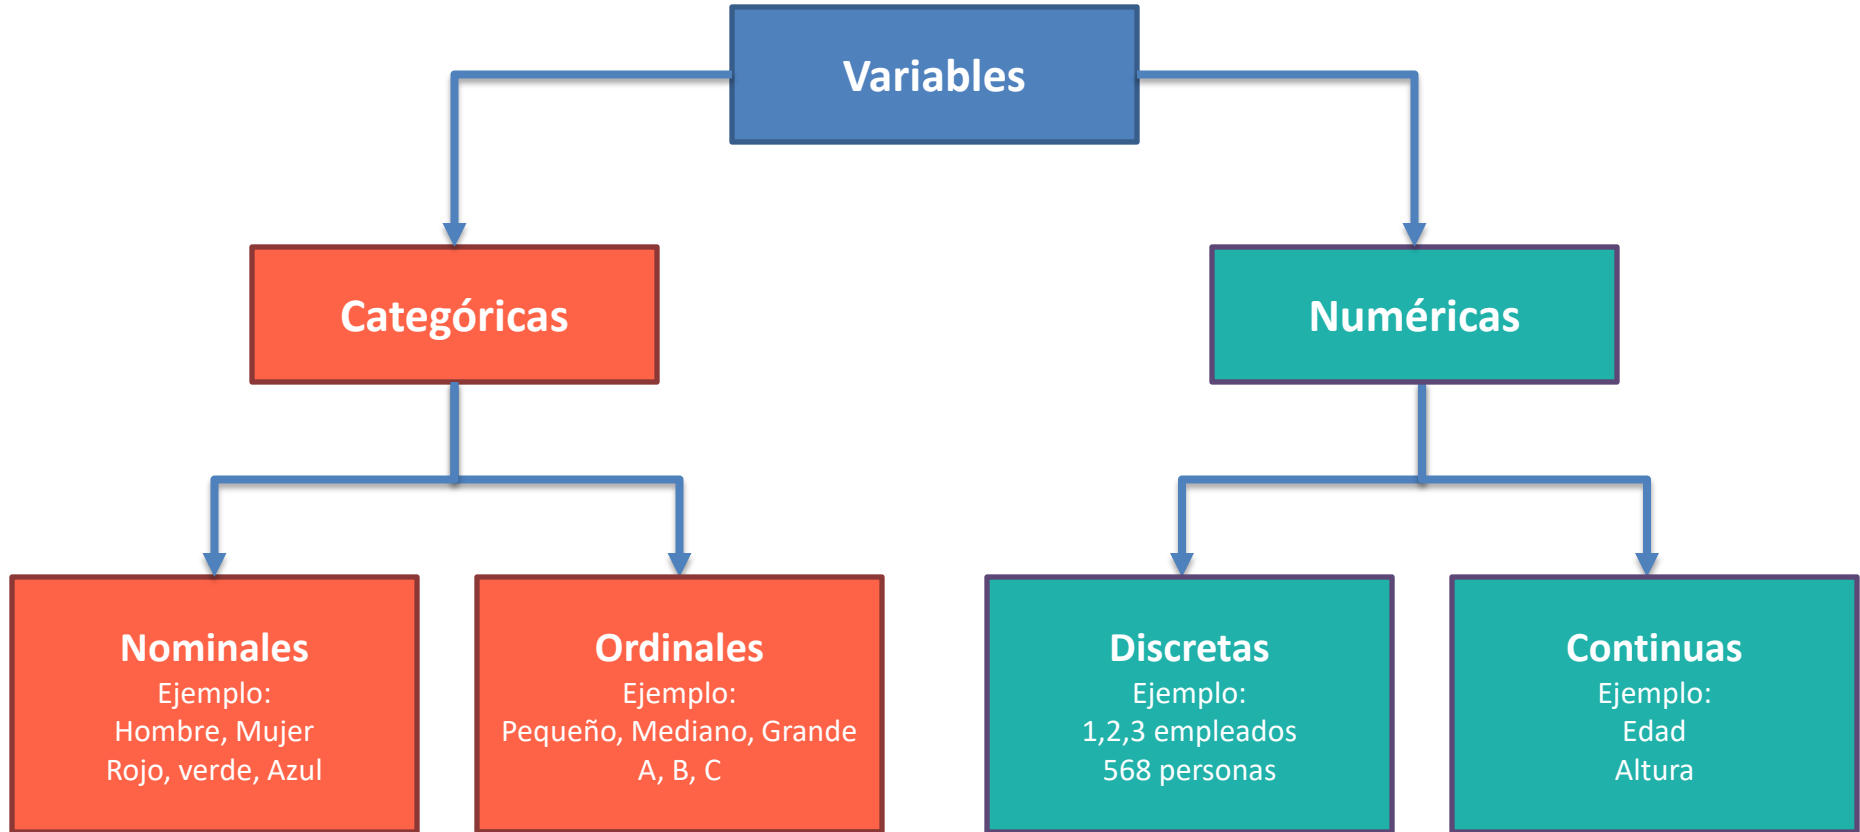 Variables
Categóricas
Numéricas
Nominales
Ejemplo:
Hombre, Mujer
Rojo, verde, Azul
Ordinales
Ejemplo:
Pequeño, Mediano, Grande
A, B, C
Discretas
Ejemplo:
1,2,3 empleados
568 personas
Continuas
Ejemplo:
Edad
Altura